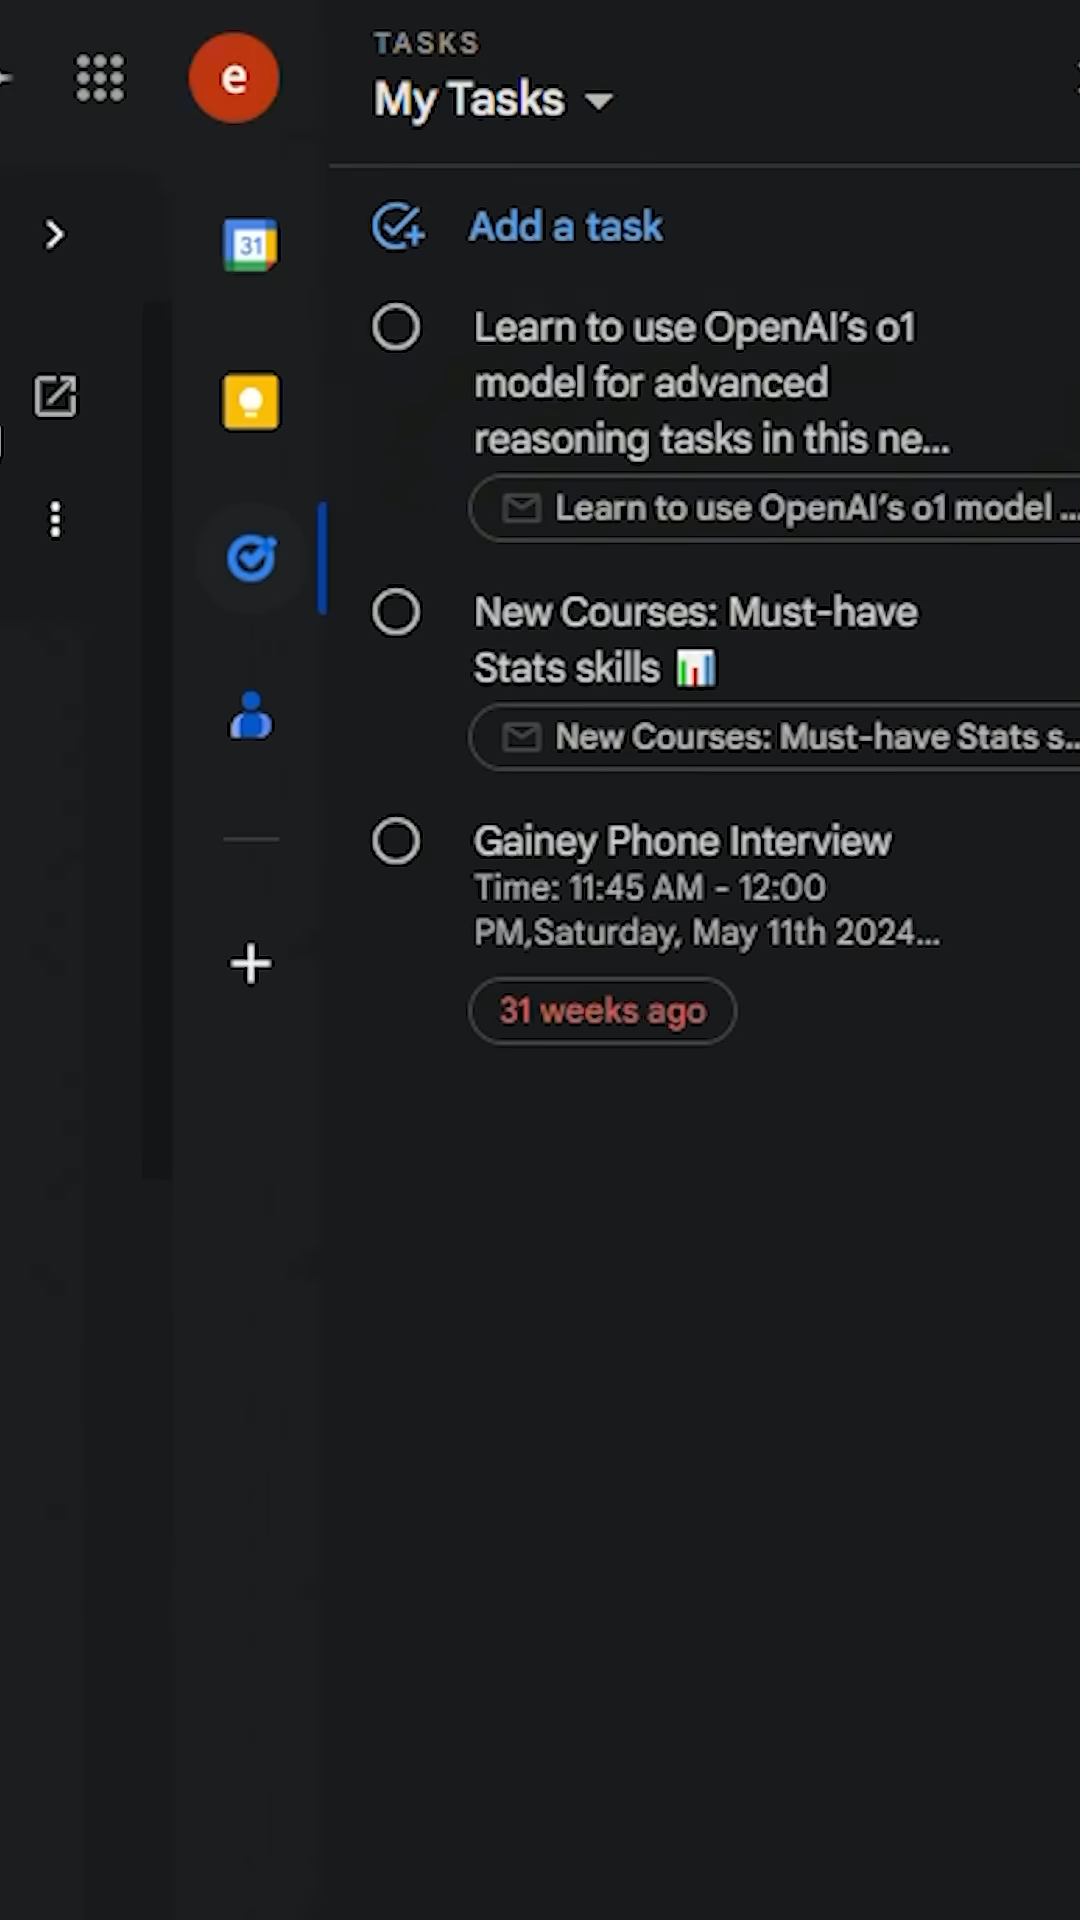 e
TASKS
My Tasks
31
Add a task
Learn to use OpenAI’s o1
model for advanced
reasoning tasks in this ne...
Learn to use OpenAI’s o1 model ...
New Courses: Must-have
Stats skills 📊
New Courses: Must-have Stats s...
Gainey Phone Interview
Time: 11:45 AM - 12:00
PM,Saturday, May 11th 2024...
31 weeks ago